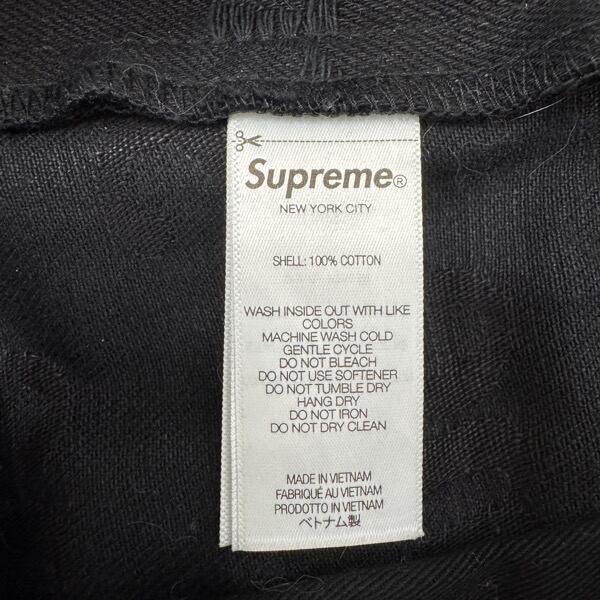 Supreme®
NEW YORK CITY
SHELL: 100% COTTON
WASH INSIDE OUT WITH LIKE
COLORS
MACHINE WASH COLD
GENTLE CYCLE
DO NOT BLEACH
DO NOT USE SOFTENER
DO NOT TUMBLE DRY
HANG DRY
DO NOT IRON
DO NOT DRY CLEAN
MADE IN VIETNAM
FABRIQUÉ AU VIETNAM
PRODOTTO IN VIETNAM
ベトナム製